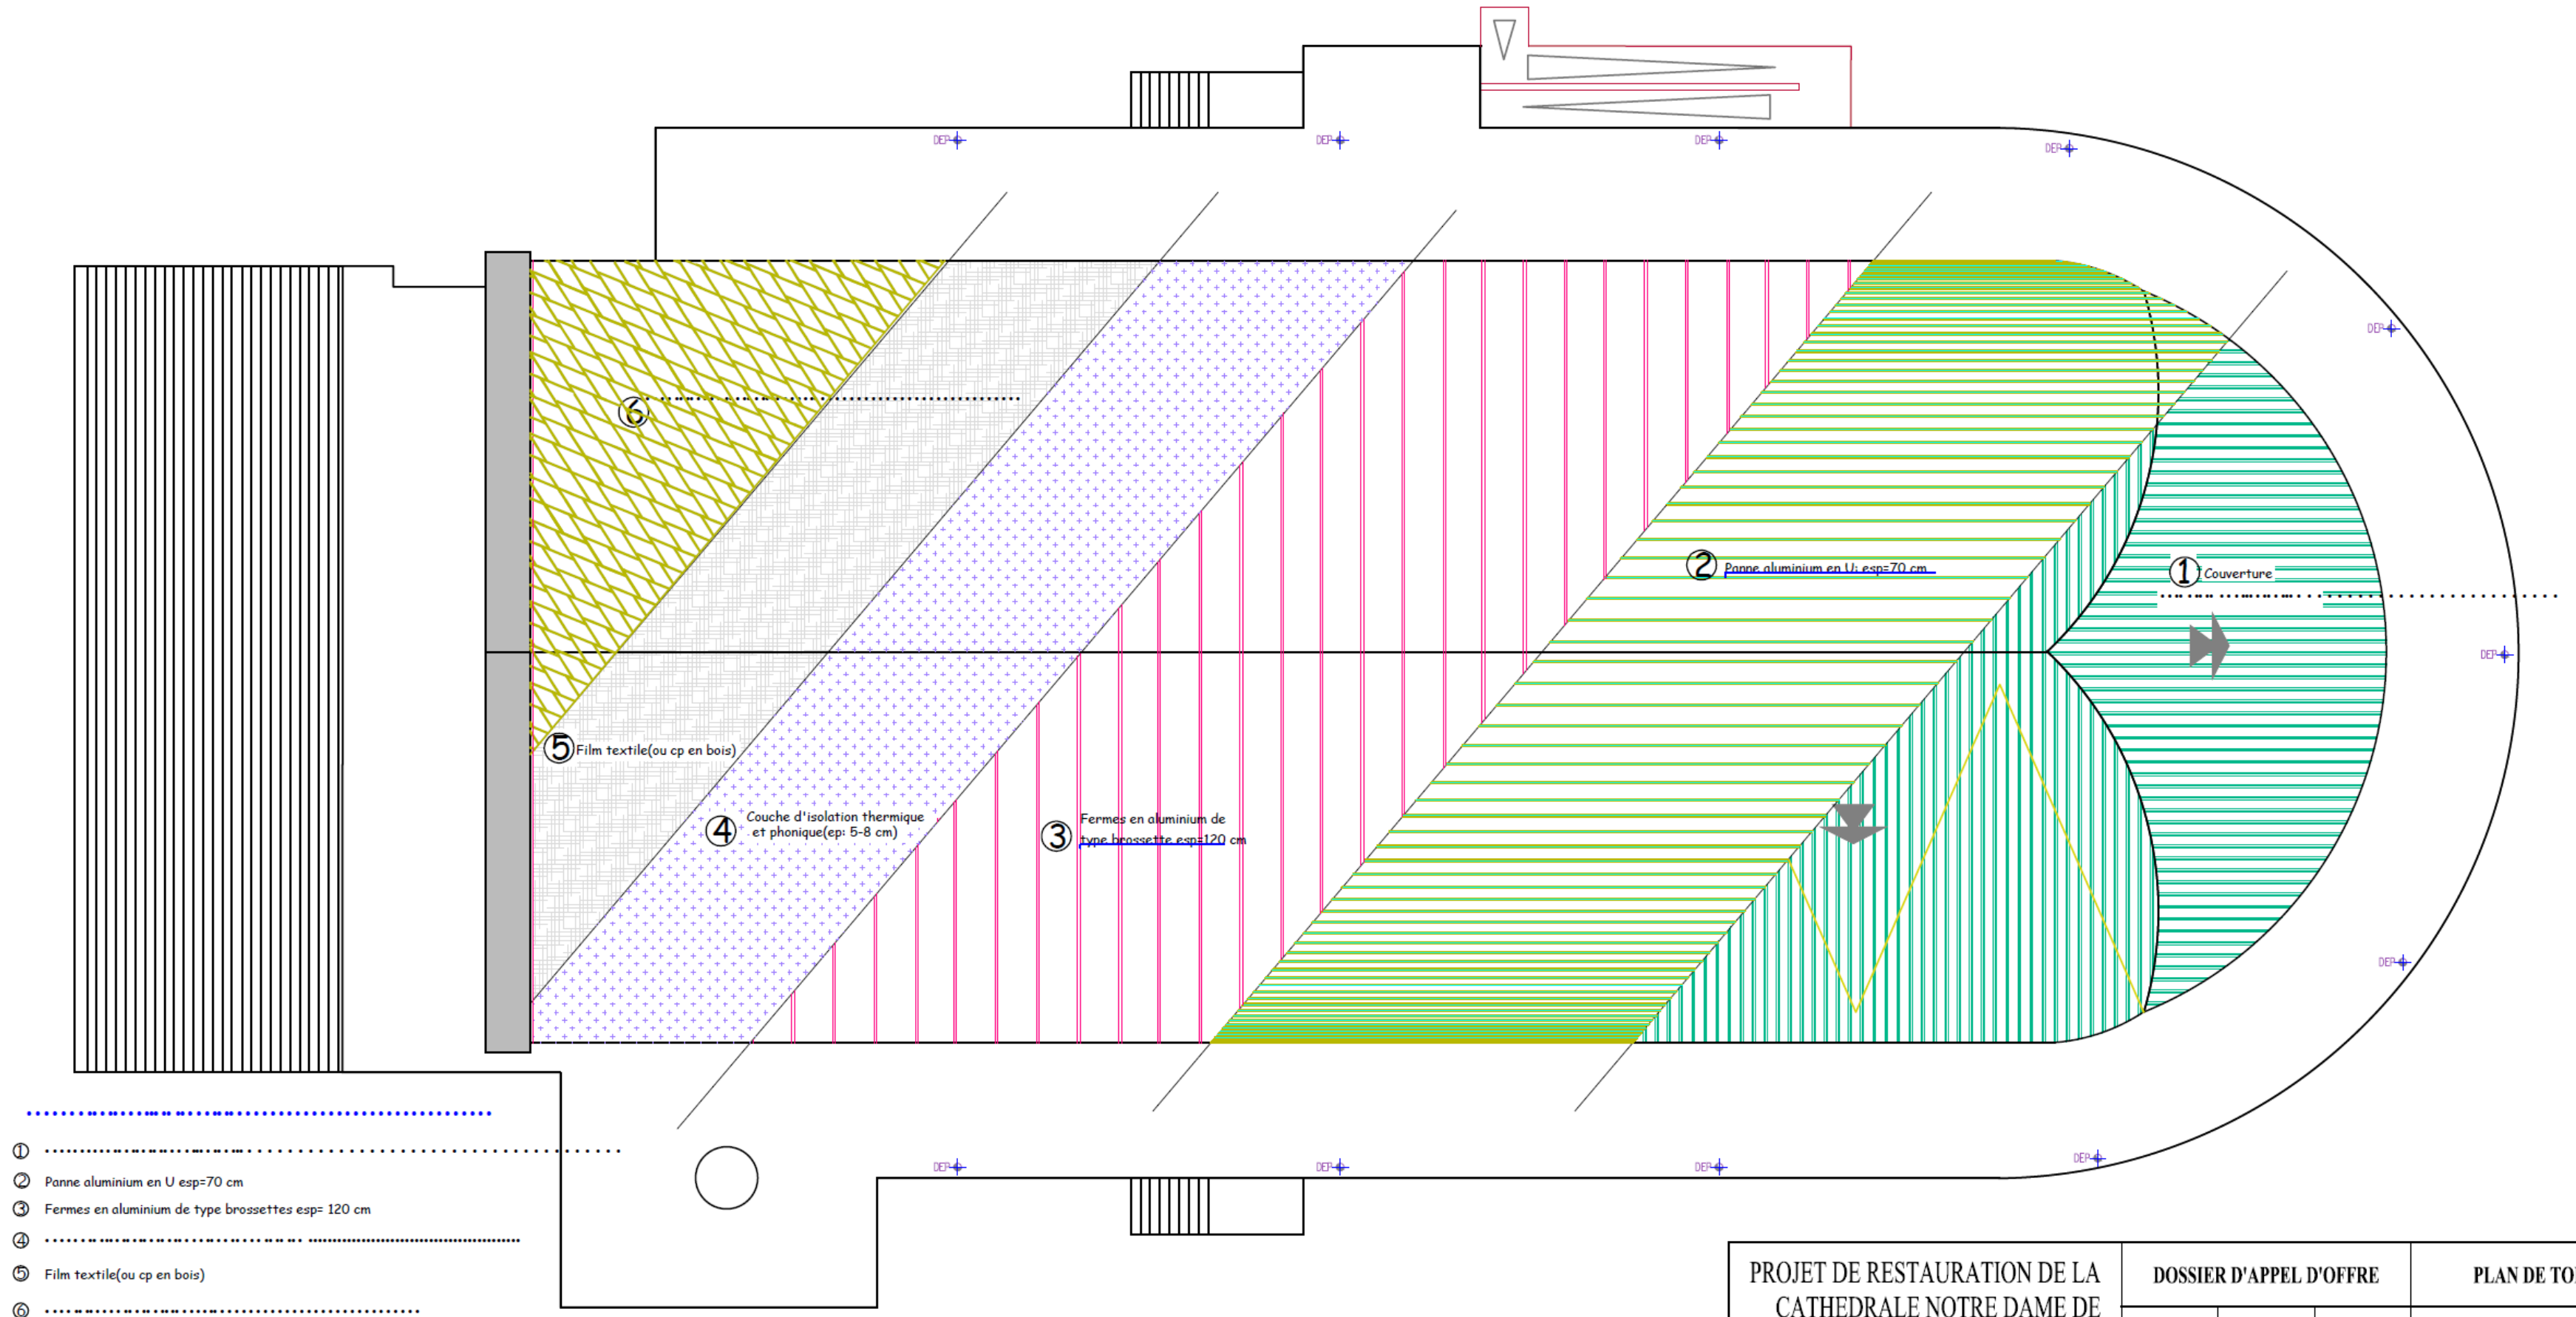 DEP
DEP
DEP
DEP
DEP
6
2 Panne aluminium en U: esp=70 cm
1 Couverture
DEP
5 Film textile(ou cp en bois)
4 Couche d'isolation thermique
et phonique(ep: 5-8 cm)
3 Fermes en aluminium de
type brossette esp=120 cm
DEP
DEP
DEP
DEP
DEP
1
2 Panne aluminium en U esp=70 cm
3 Fermes en aluminium de type brossettes esp= 120 cm
4
5 Film textile(ou cp en bois)
6
PROJET DE RESTAURATION DE LA
CATHEDRALE NOTRE DAME DE
DOSSIER D'APPEL D'OFFRE
PLAN DE